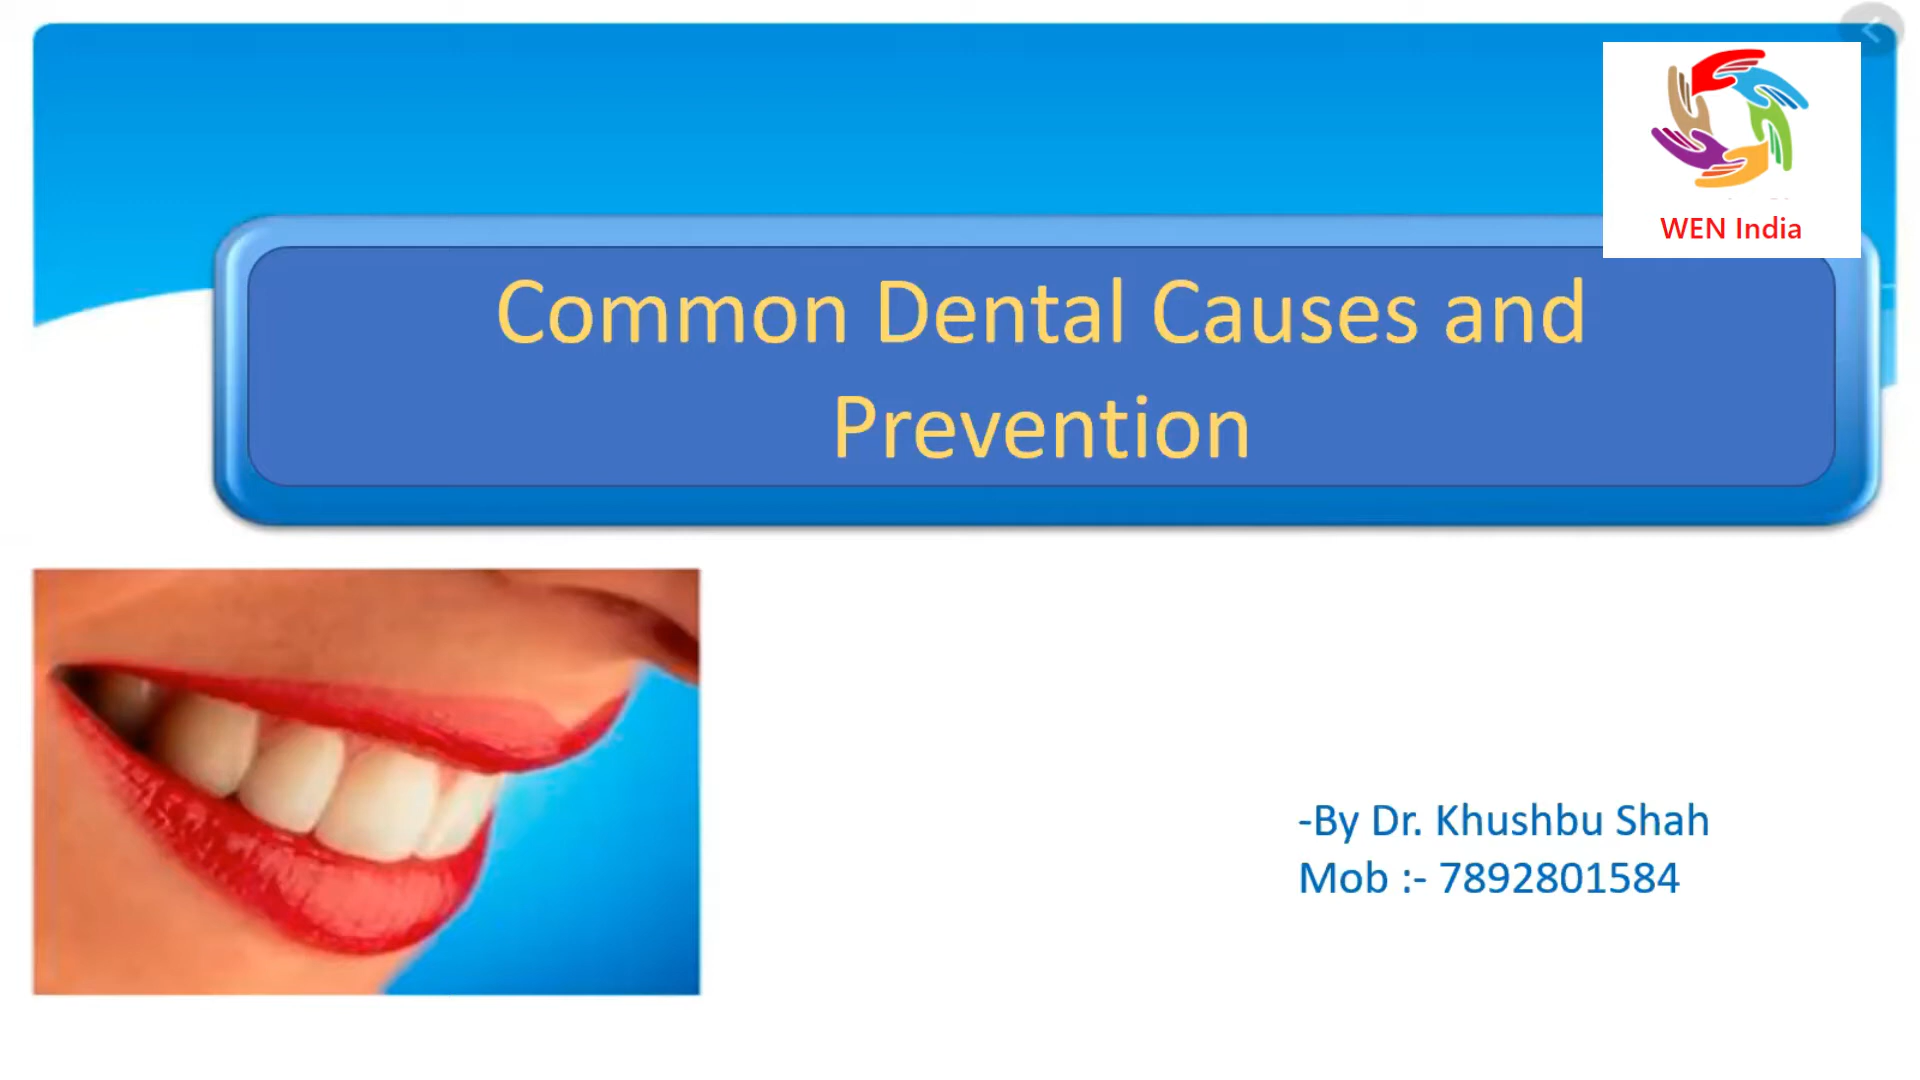 WEN India
Common Dental Causes and
Prevention
-By Dr. Khushbu Shah
Mob :- 7892801584